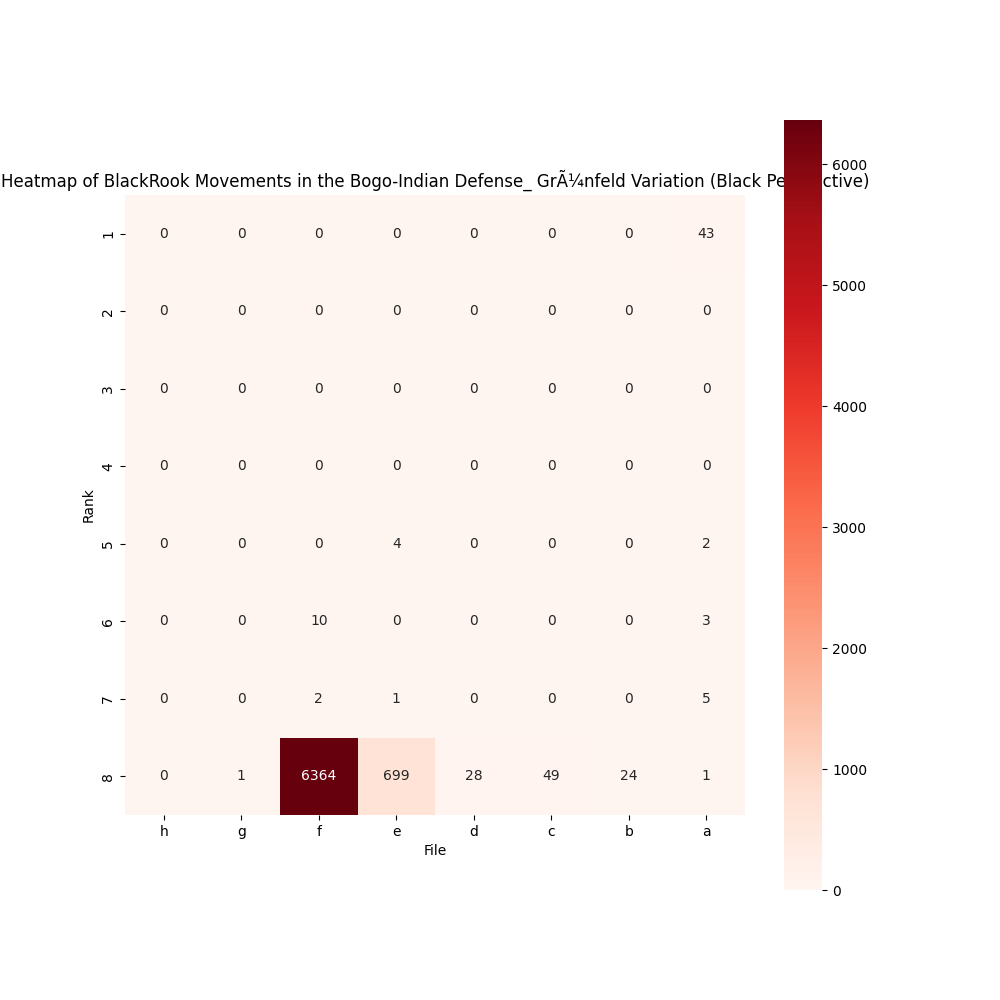 Heatmap of BlackRook Movements in the Bogo-Indian Defense_ GrÃ¼nfeld Variation (Black Pe ctive)
6000
1 0 0 0 0 0 0 0 43
5000
2 0 0 0 0 0 0 0 0
3 0 0 0 0 0 0 0 0
4000
4 0 0 0 0 0 0 0 0
Rank
3000
5 0 0 0 4 0 0 0 2
6 0 0 10 0 0 0 0 3
2000
7 0 0 2 1 0 0 0 5
1000
8 0 1 6364 699 28 49 24 1
h g f e d c b a
File
0